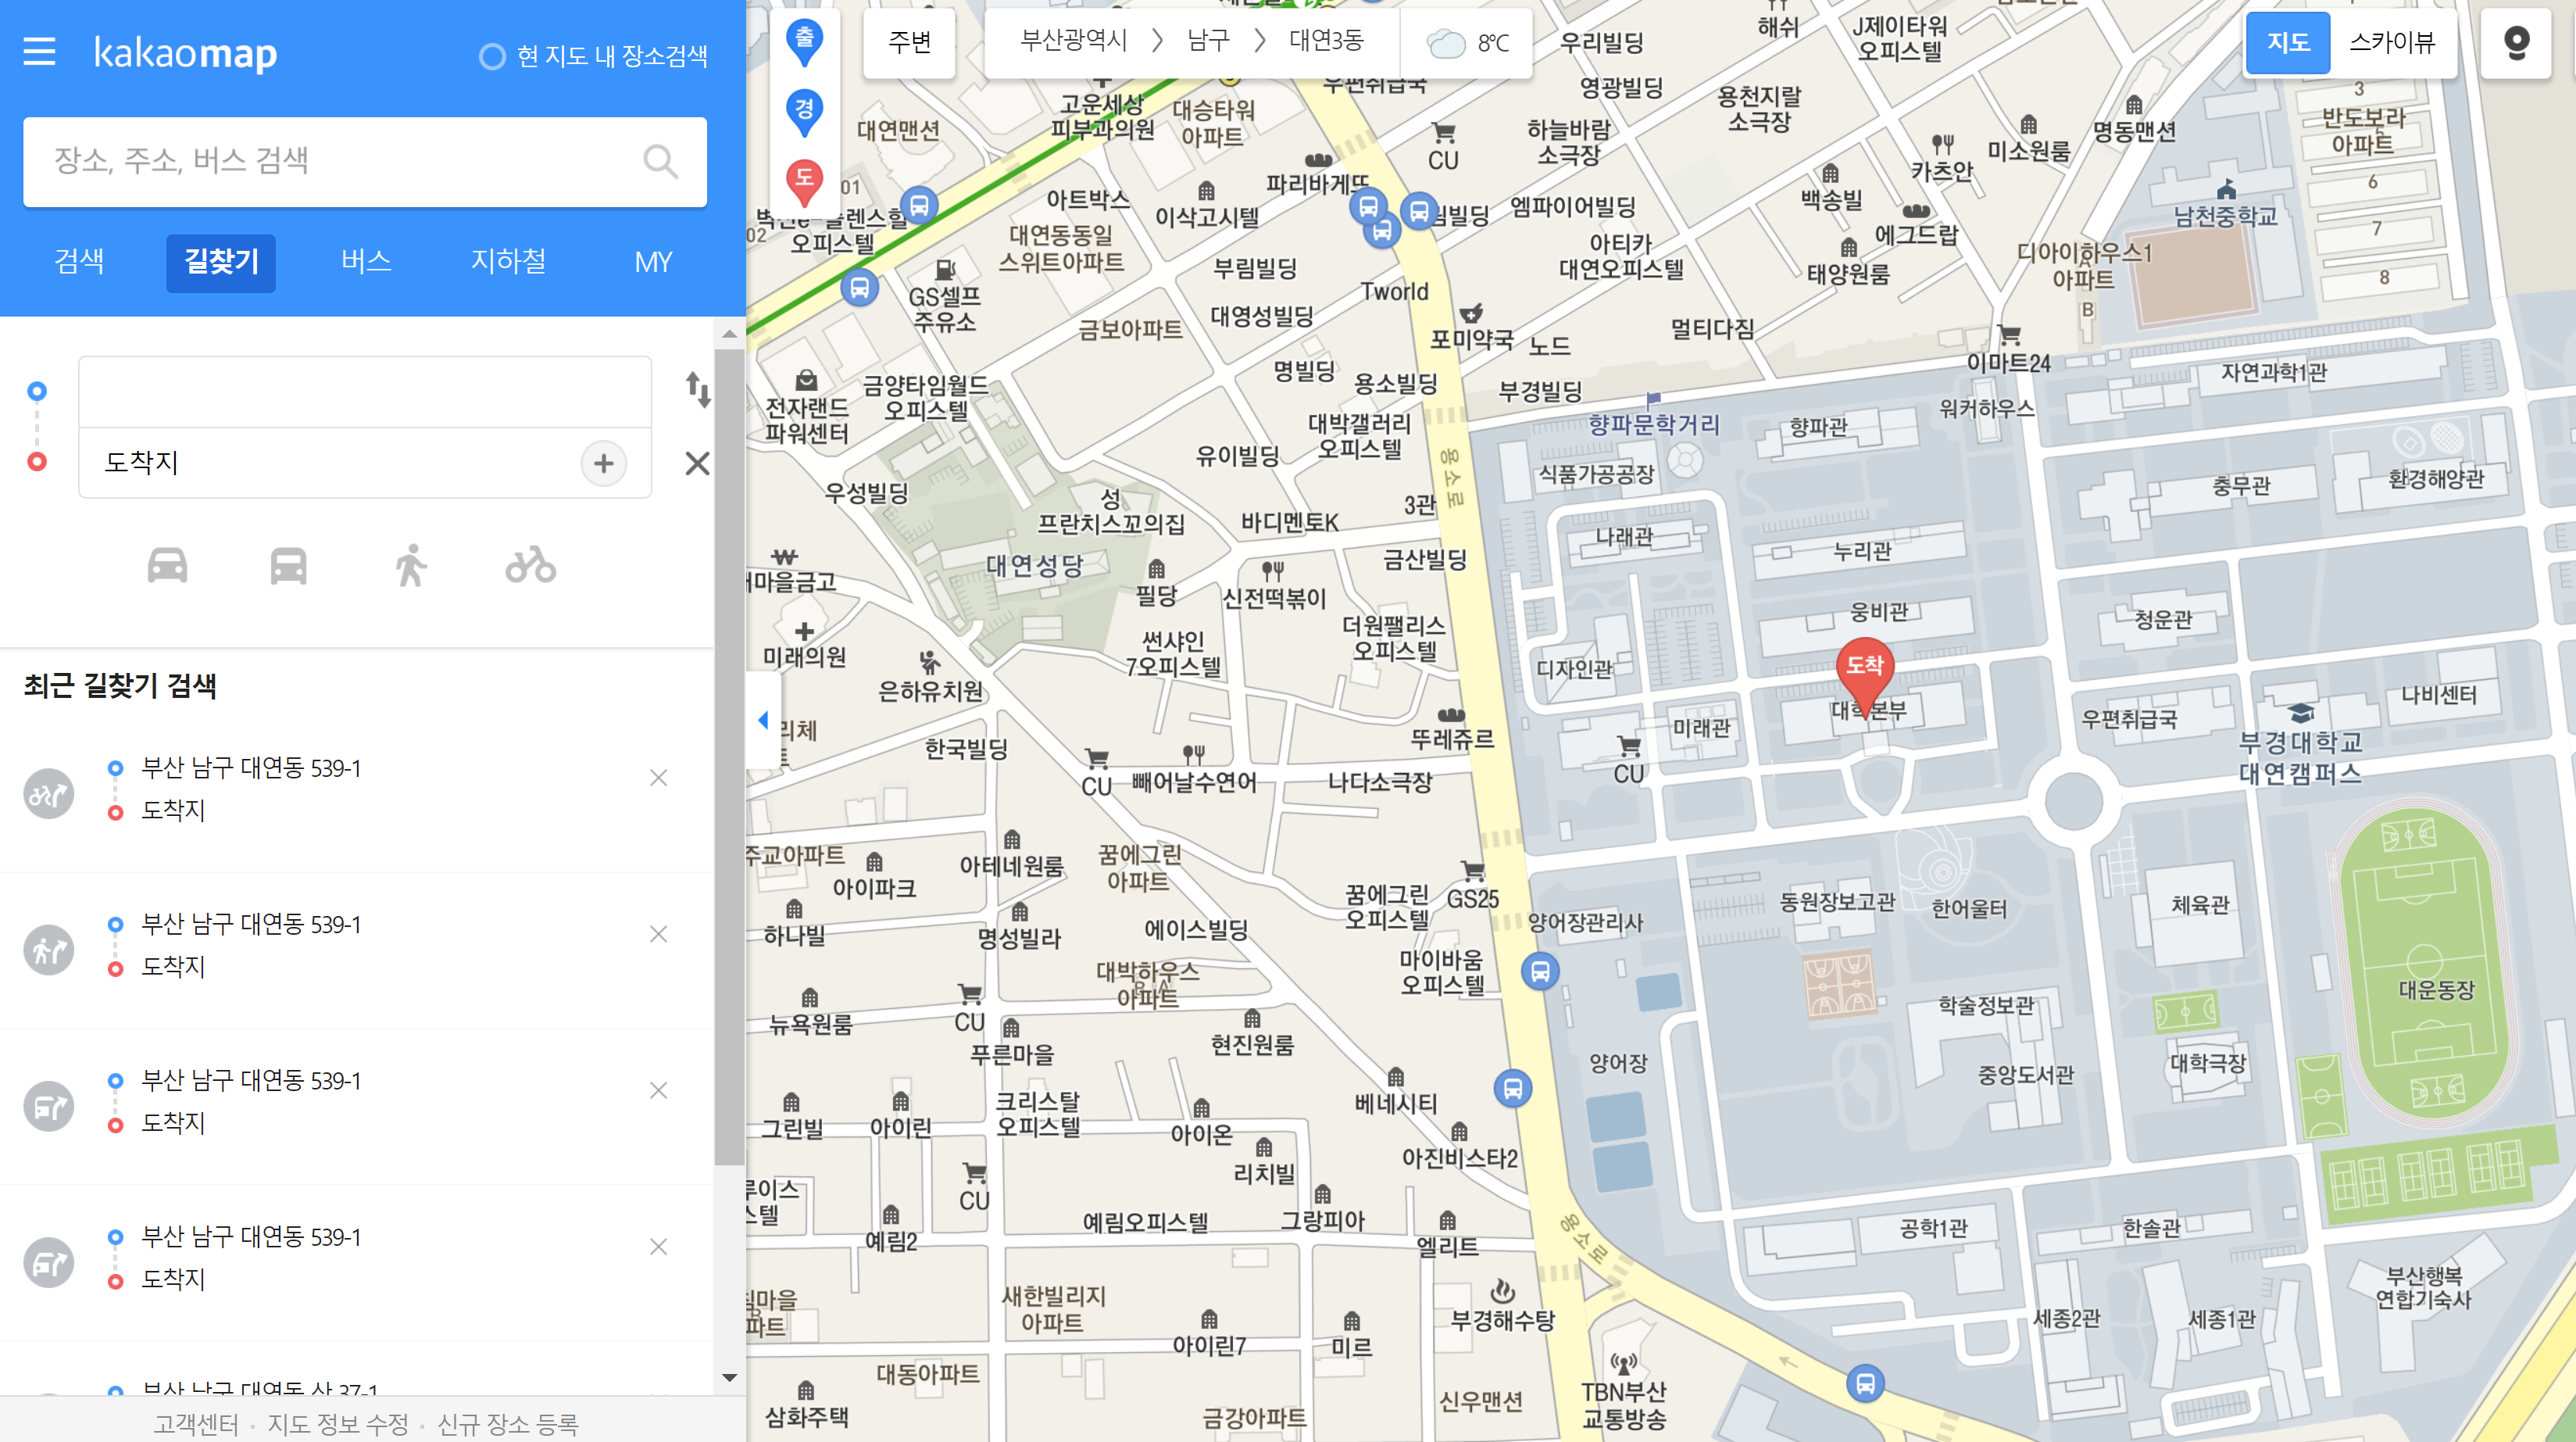 kakaomap
현 지도 내 장소검색
장소, 주소, 버스 검색
검색
길찾기
버스
지하철
MY
도착지
최근 길찾기 검색
부산 남구 대연동 539-1
도착지
부산 남구 대연동 539-1
도착지
부산 남구 대연동 539-1
도착지
부산 남구 대연동 539-1
도착지
부산 남구 대연동 산 37-1
고객센터 · 지도 정보 수정 · 신규 장소 등록
출
경
도
주변
부산광역시
남구
대연3동
8℃
지도
스카이뷰
해쉬
J제이타워
오피스텔
우리빌딩
우편취급국
영광빌딩
용천지랄
소극장
고운세상
피부과의원
대승타워
아파트
대연맨션
CU
하늘바람
소극장
카츠안
미소원룸
명동맨션
3
반도보라
아파트
6
7
8
01
02
아트박스
이삭고시텔
파리바게뜨
엠파이어빌딩
백송빌
에그드랍
남천중학교
오피스텔
대연동동일
스위트아파트
부림빌딩
아티카
대연오피스텔
태양원룸
디아이하우스1
아파트
A
B
GS셀프
주유소
Tworld
대영성빌딩
금보아파트
포미약국
노드
멀티다짐
이마트24
자연과학1관
명빌딩
용소빌딩
부경빌딩
전자랜드
파워센터
금양타임월드
오피스텔
대박갤러리
오피스텔
향파문학거리
향파관
워커하우스
유이빌딩
용소로
식품가공공장
충무관
환경해양관
우성빌딩
성
프란치스꼬의집
바디멘토K
3관
나래관
누리관
대연성당
금산빌딩
새마을금고
필당
신전떡볶이
웅비관
청운관
더원팰리스
오피스텔
미래의원
썬샤인
7오피스텔
은하유치원
디자인관
도착
대학본부
미래관
우편취급국
나비센터
뚜레쥬르
한국빌딩
CU
빼어날수연어
나다소극장
CU
부경대학교
대연캠퍼스
아이파크
아테네원룸
꿈에그린
아파트
꿈에그린
오피스텔
GS25
양어장관리사
동원장보고관
한어울터
체육관
하나빌
명성빌라
에이스빌딩
마이바움
오피스텔
대박하우스
아파트
B
A
대운동장
뉴욕원룸
CU
푸른마을
현진원룸
학술정보관
양어장
중앙도서관
대학극장
그린빌
아이린
크리스탈
오피스텔
아이온
베네시티
리치빌
아진비스타2
CU
예림2
예림오피스텔
그랑피아
엘리트
용소로
공학1관
한솔관
새한빌리지
아파트
아이린7
미르
부경해수탕
세종2관
세종1관
부산행복
연합기숙사
대동아파트
삼화주택
금강아파트
신우맨션
TBN부산
교통방송